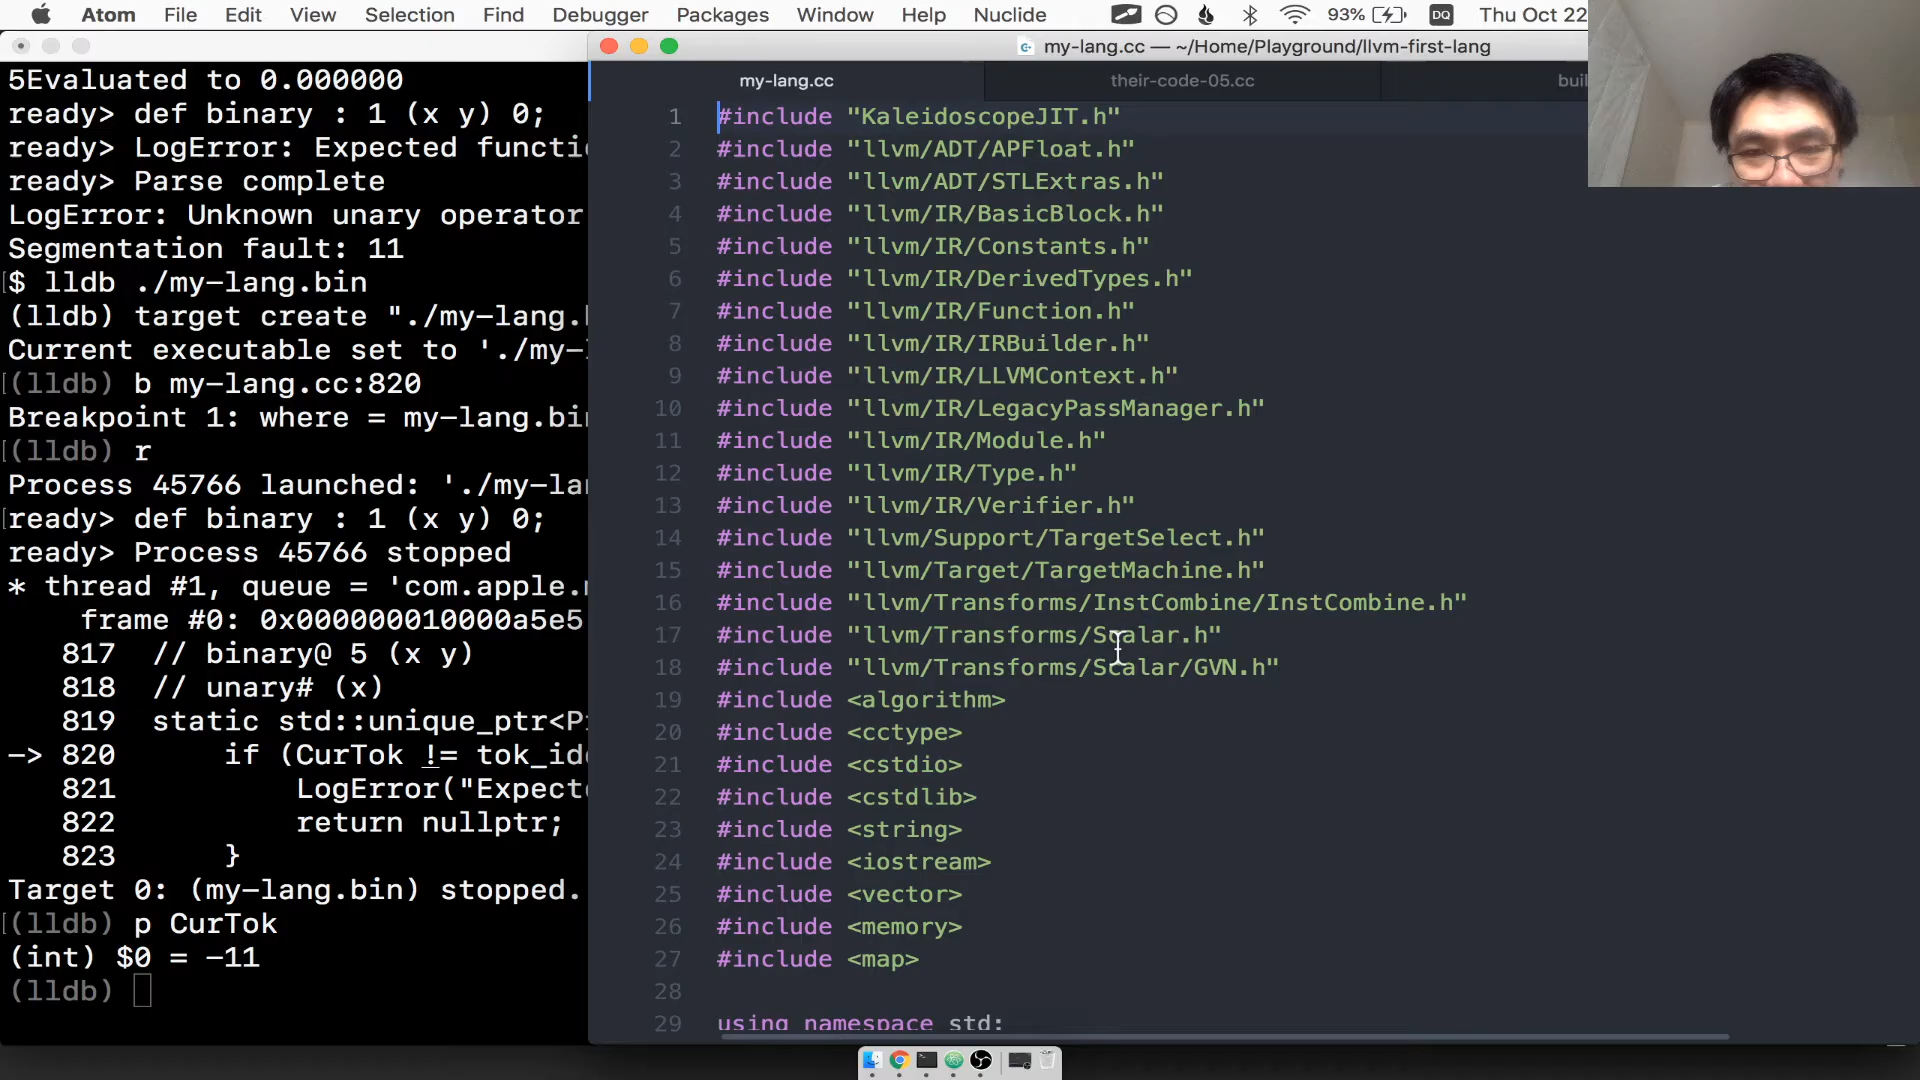 Atom File Edit View Selection Find Debugger Packages Window Help Nuclide 93% DQ Thu Oct 22
5Evaluated to 0.000000
ready> def binary : 1 (x y) 0;
ready> LogError: Expected functi
ready> Parse complete
LogError: Unknown unary operator
Segmentation fault: 11
[$ lldb ./my-lang.bin
(lldb) target create "./my-lang.
Current executable set to './my-
[(lldb) b my-lang.cc:820
Breakpoint 1: where = my-lang.bi
[(lldb) r
Process 45766 launched: './my-la
[ready> def binary : 1 (x y) 0;
ready> Process 45766 stopped
* thread #1, queue = 'com.apple.
frame #0: 0x000000010000a5e5
817 // binary@ 5 (x y)
818 // unary# (x)
819 static std::unique_ptr<P
-> 820 if (CurTok != tok_id
821 LogError("Expect
822 return nullptr;
823 }
Target 0: (my-lang.bin) stopped.
[(lldb) p CurTok
(int) $0 = -11
(lldb)
my-lang.cc — ~/Home/Playground/llvm-first-lang
my-lang.cc their-code-05.cc buil
1 #include "KaleidoscopeJIT.h"
2 #include "llvm/ADT/APFloat.h"
3 #include "llvm/ADT/STLExtras.h"
4 #include "llvm/IR/BasicBlock.h"
5 #include "llvm/IR/Constants.h"
6 #include "llvm/IR/DerivedTypes.h"
7 #include "llvm/IR/Function.h"
8 #include "llvm/IR/IRBuilder.h"
9 #include "llvm/IR/LLVMContext.h"
10 #include "llvm/IR/LegacyPassManager.h"
11 #include "llvm/IR/Module.h"
12 #include "llvm/IR/Type.h"
13 #include "llvm/IR/Verifier.h"
14 #include "llvm/Support/TargetSelect.h"
15 #include "llvm/Target/TargetMachine.h"
16 #include "llvm/Transforms/InstCombine/InstCombine.h"
17 #include "llvm/Transforms/Scalar.h"
18 #include "llvm/Transforms/Scalar/GVN.h"
19 #include <algorithm>
20 #include <cctype>
21 #include <cstdio>
22 #include <cstdlib>
23 #include <string>
24 #include <iostream>
25 #include <vector>
26 #include <memory>
27 #include <map>
28
29 using namespace std;